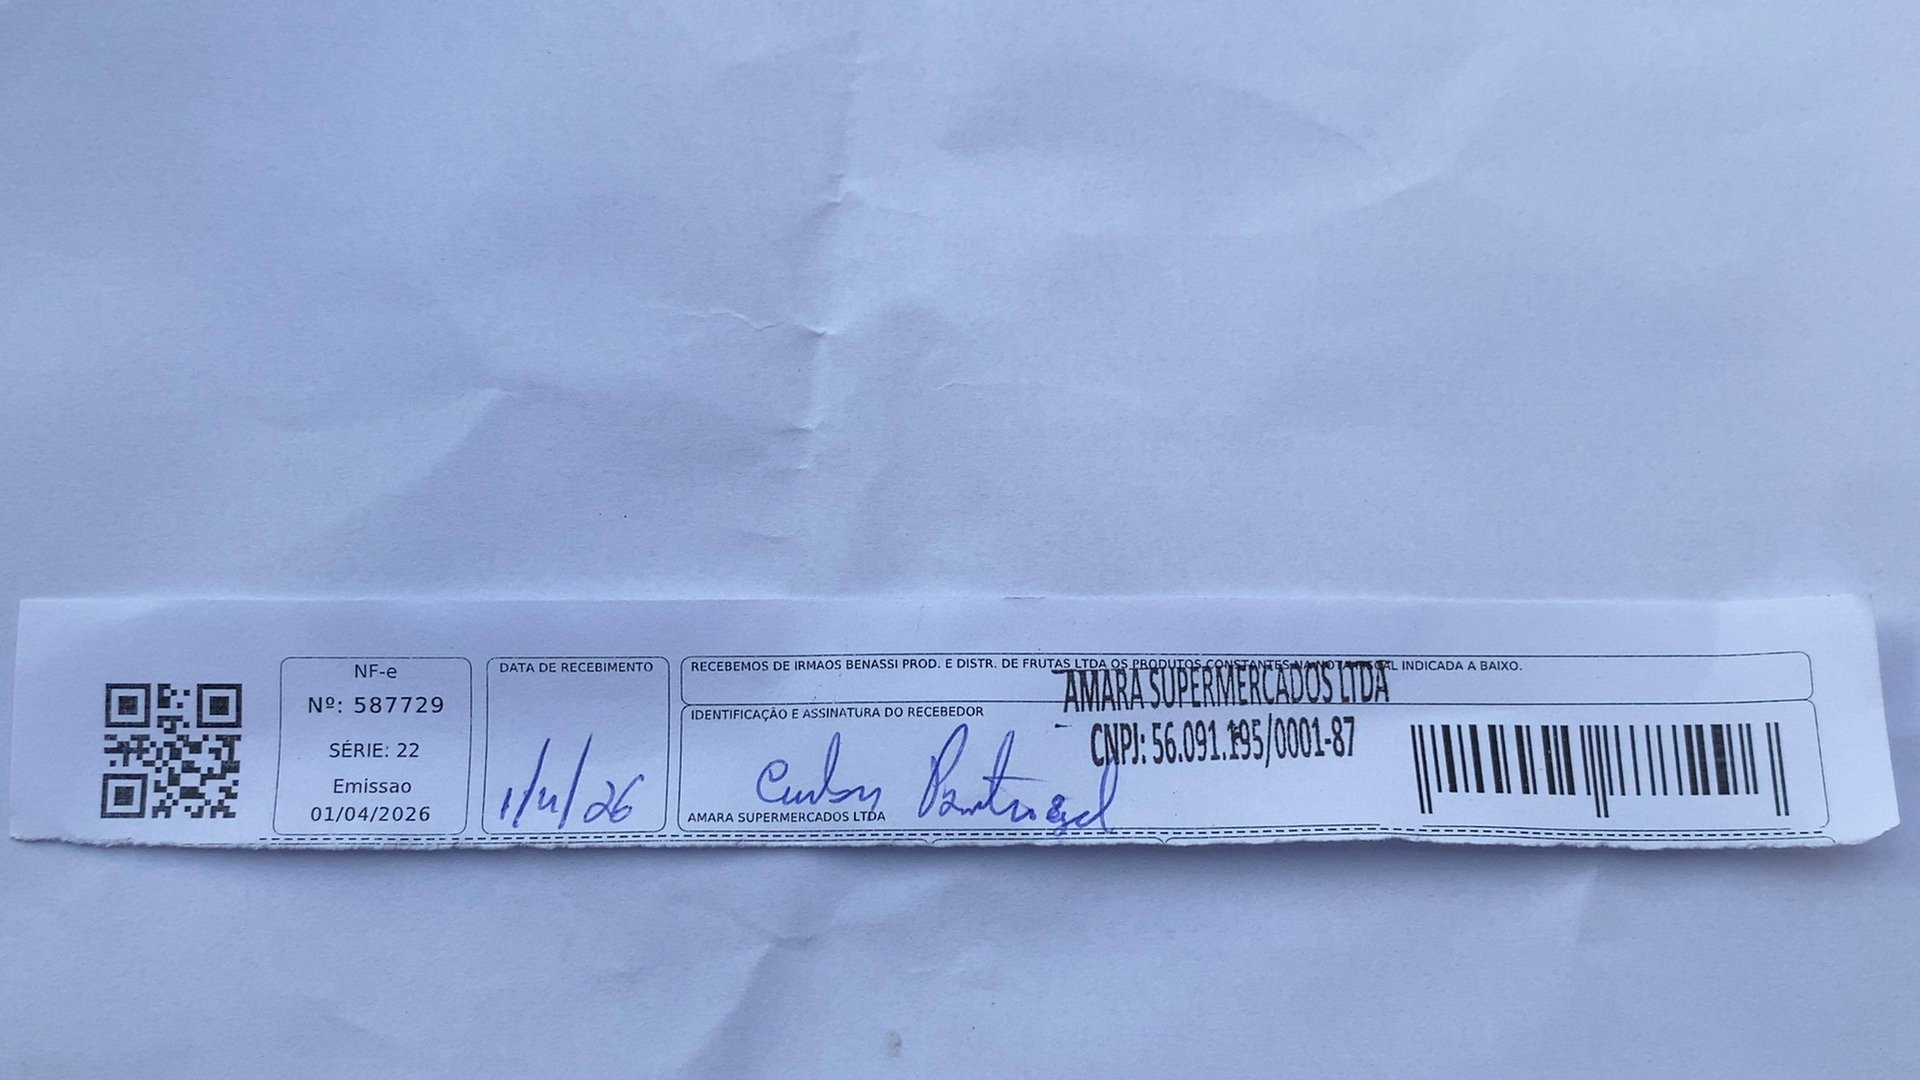 NF-e
Nº: 587729
SÉRIE: 22
Emissao
01/04/2026
DATA DE RECEBIMENTO
1/4/26
RECEBEMOS DE IRMAOS BENASSI PROD. E DISTR. DE FRUTAS LTDA OS PRODUTOS CONSTANTES NA NOTA FISCAL INDICADA A BAIXO.
IDENTIFICAÇÃO E ASSINATURA DO RECEBEDOR
AMARA SUPERMERCADOS LTDA
CNPJ: 56.091.195/0001-87
AMARA SUPERMERCADOS LTDA